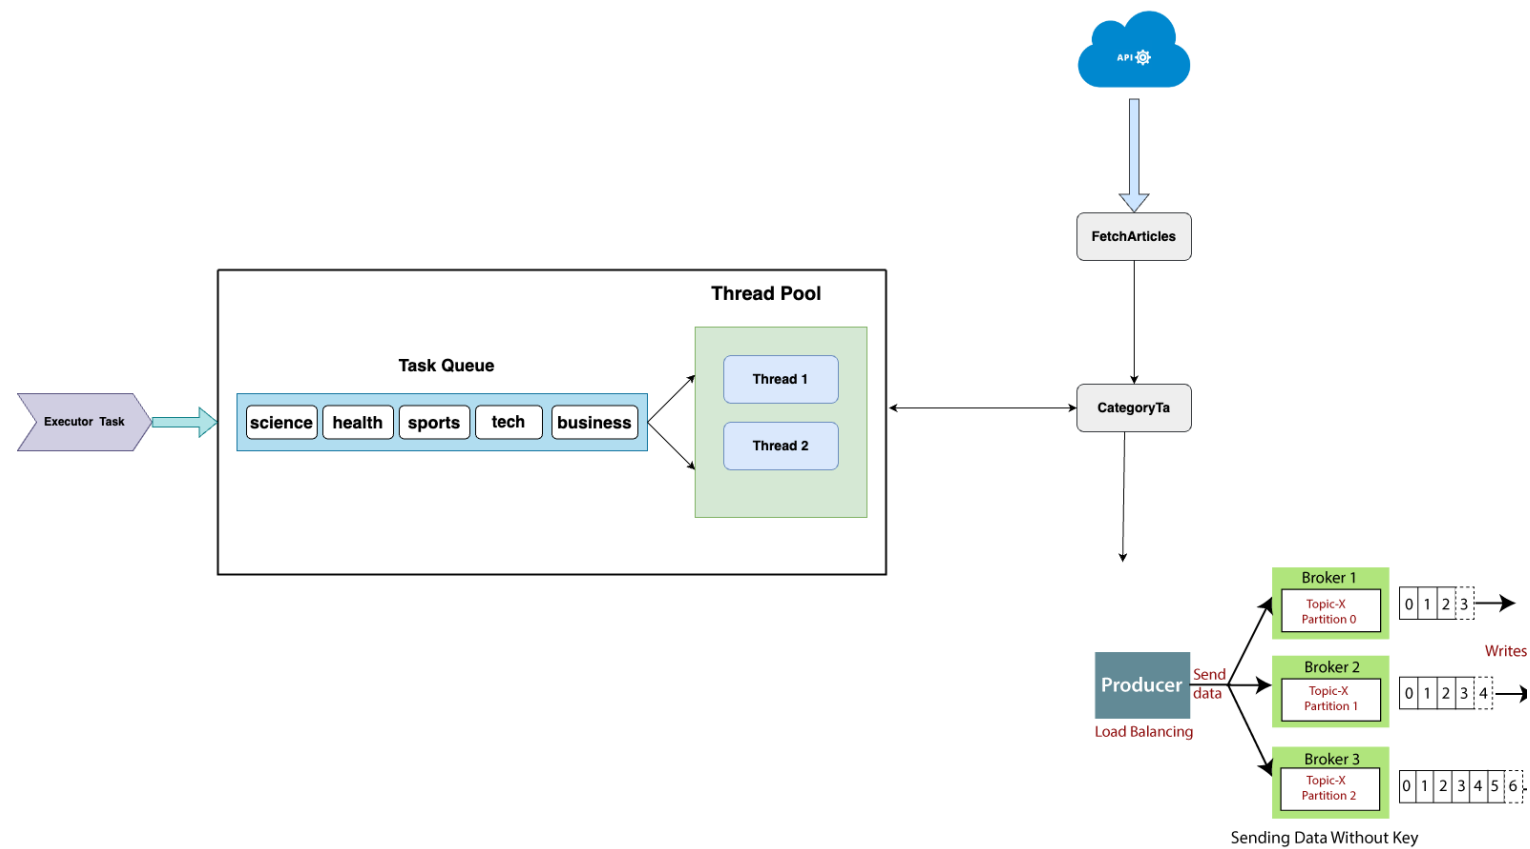 API
FetchArticles
Thread Pool
Task Queue
Thread 1
Executor Task
science health sports tech business
Thread 2
CategoryTa
Broker 1
Topic-X
Partition 0
0 1 2 3
Writes
Producer
Send
data
Load Balancing
Broker 2
Topic-X
Partition 1
0 1 2 3 4
Broker 3
Topic-X
Partition 2
0 1 2 3 4 5 6
Sending Data Without Key